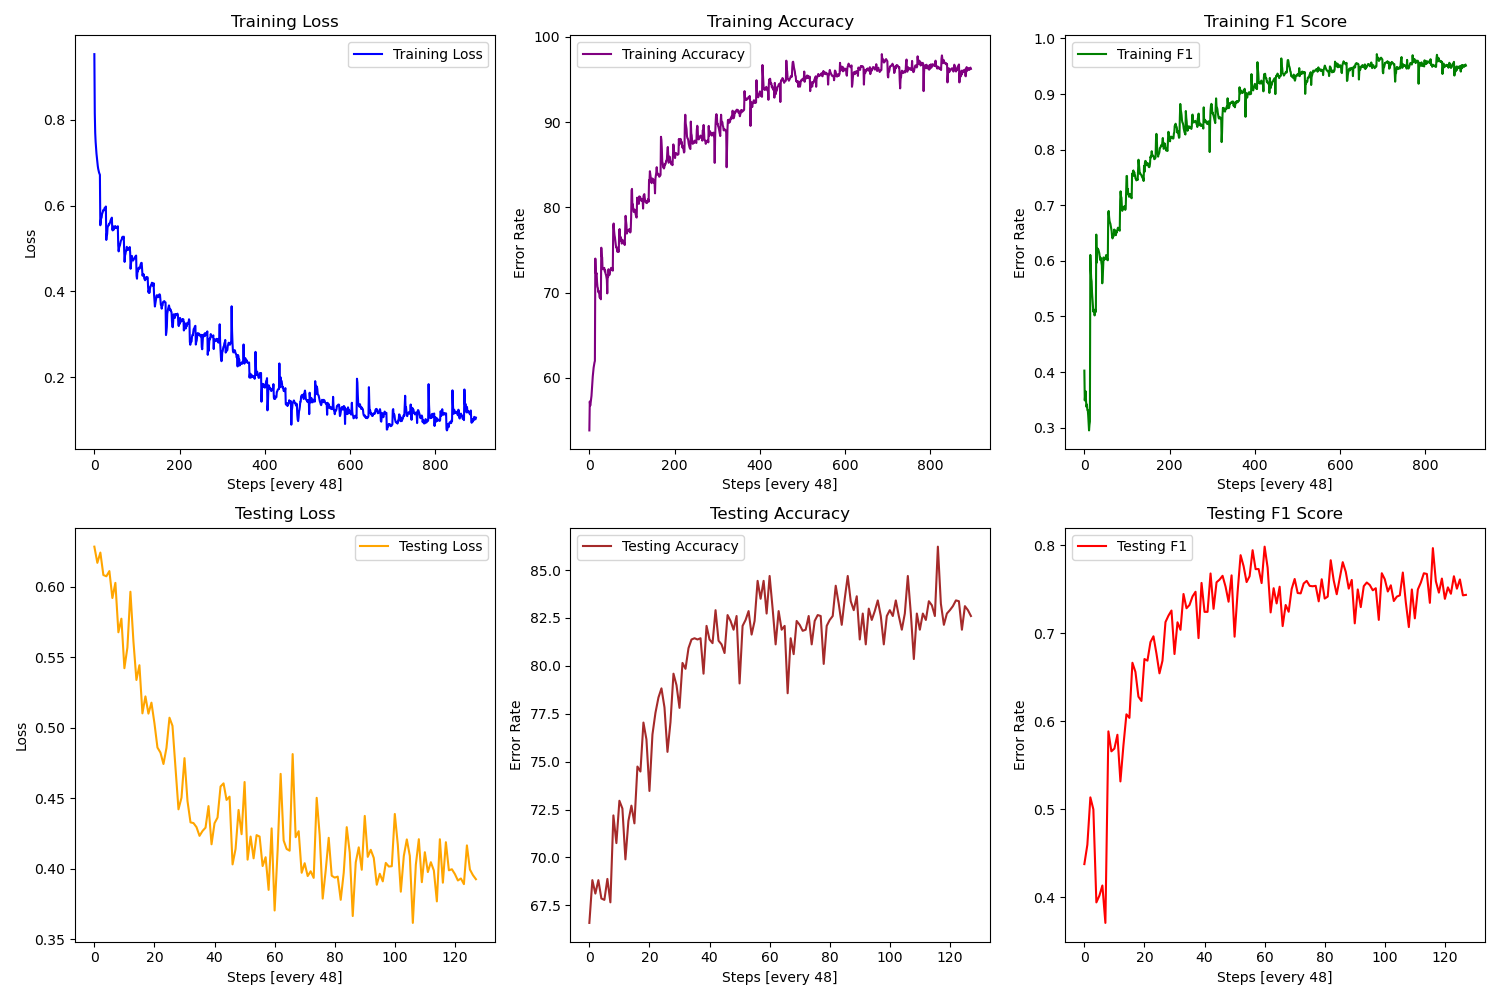 Training Loss
Training Loss
0.8
0.6
0.4
0.2
Loss
0 200 400 600 800
Steps [every 48]
Training Accuracy
Training Accuracy
100
90
80
70
60
Error Rate
0 200 400 600 800
Steps [every 48]
Training F1 Score
Training F1
1.0
0.9
0.8
0.7
0.6
0.5
0.4
0.3
Error Rate
0 200 400 600 800
Steps [every 48]
Testing Loss
Testing Loss
0.60
0.55
0.50
0.45
0.40
0.35
Loss
0 20 40 60 80 100 120
Steps [every 48]
Testing Accuracy
Testing Accuracy
85.0
82.5
80.0
77.5
75.0
72.5
70.0
67.5
Error Rate
0 20 40 60 80 100 120
Steps [every 48]
Testing F1 Score
Testing F1
0.8
0.7
0.6
0.5
0.4
Error Rate
0 20 40 60 80 100 120
Steps [every 48]